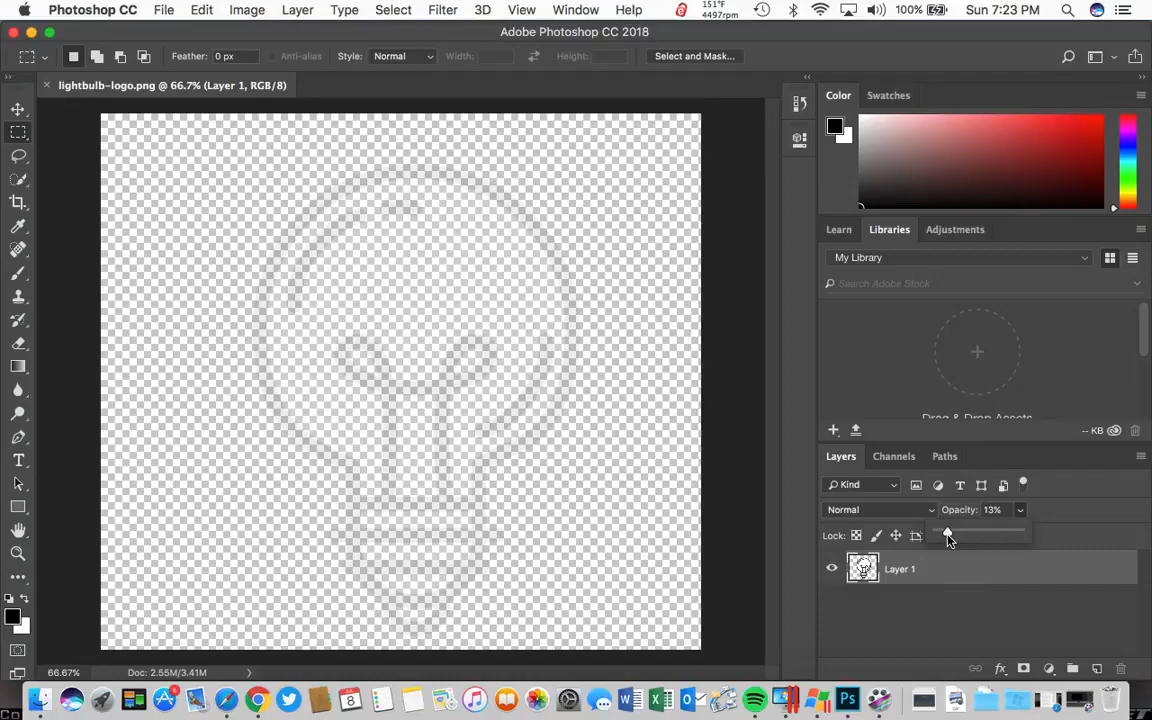 Photoshop CC File Edit Image Layer Type Select Filter 3D View Window Help 151°F 4497rpm 100% Sun 7:23 PM
Adobe Photoshop CC 2018
Feather: 0 px Anti-alias Style: Normal Width: Height: Select and Mask...
lightbulb-logo.png @ 66.7% (Layer 1, RGB/8)
Color Swatches
Learn Libraries Adjustments
My Library
Search Adobe Stock
Drag & Drop Assets
-- KB
Layers Channels Paths
Kind
Normal Opacity: 13%
Lock:
Layer 1
fx
66.67% Doc: 2.55M/3.41M